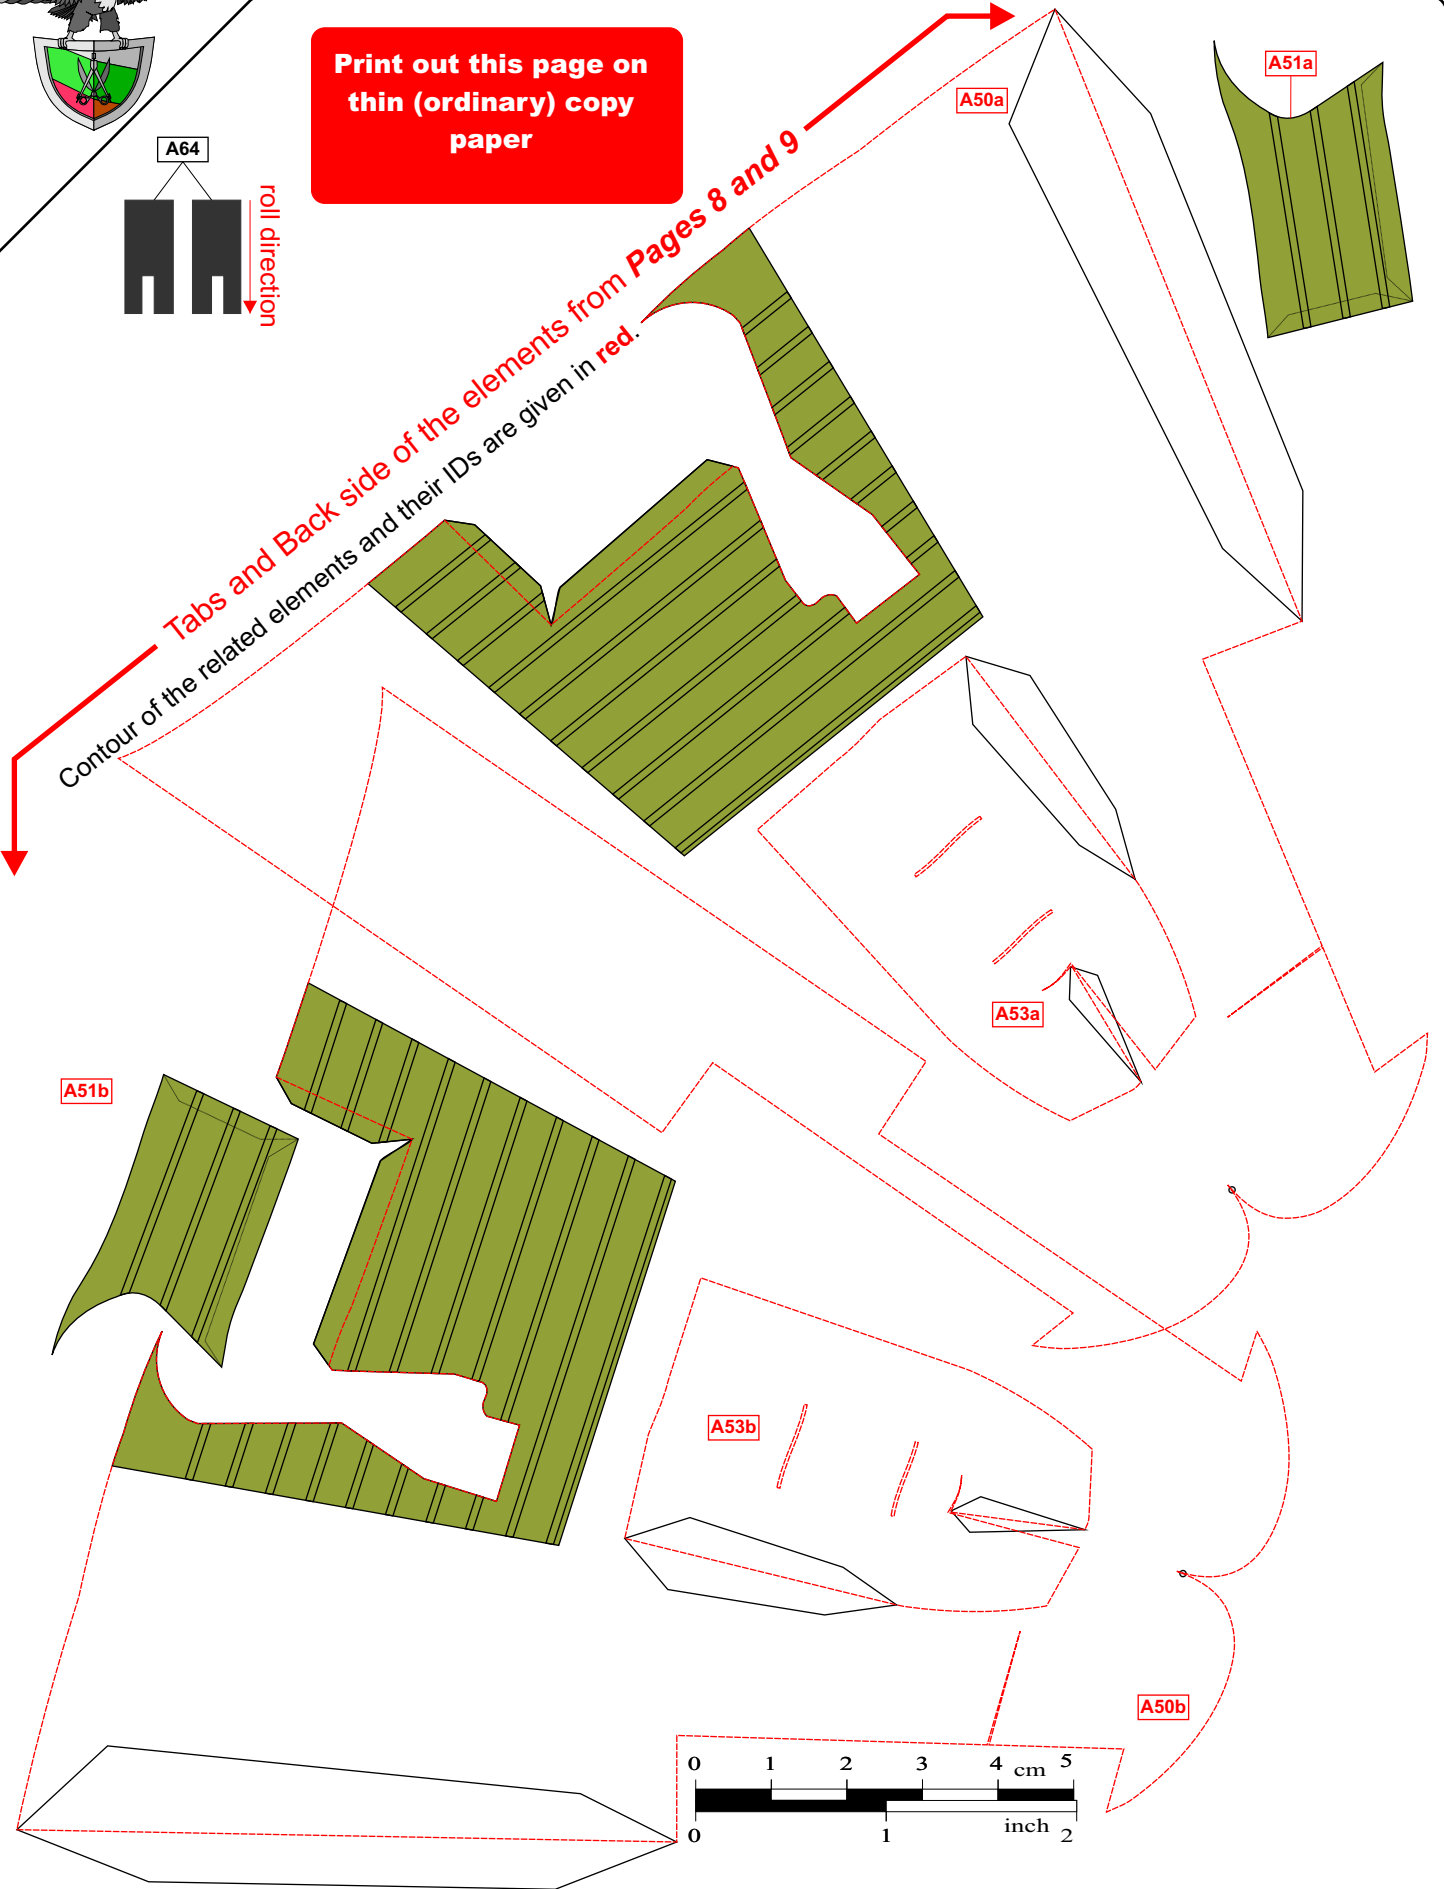 Print out this page on
thin (ordinary) copy
paper
A50a
A51a
A64
roll direction
Tabs and Back side of the elements from Pages 8 and 9
Contour of the related elements and their IDs are given in red.
A53a
A51b
A53b
A50b
0 1 2 3 4 cm 5
0 1 inch 2